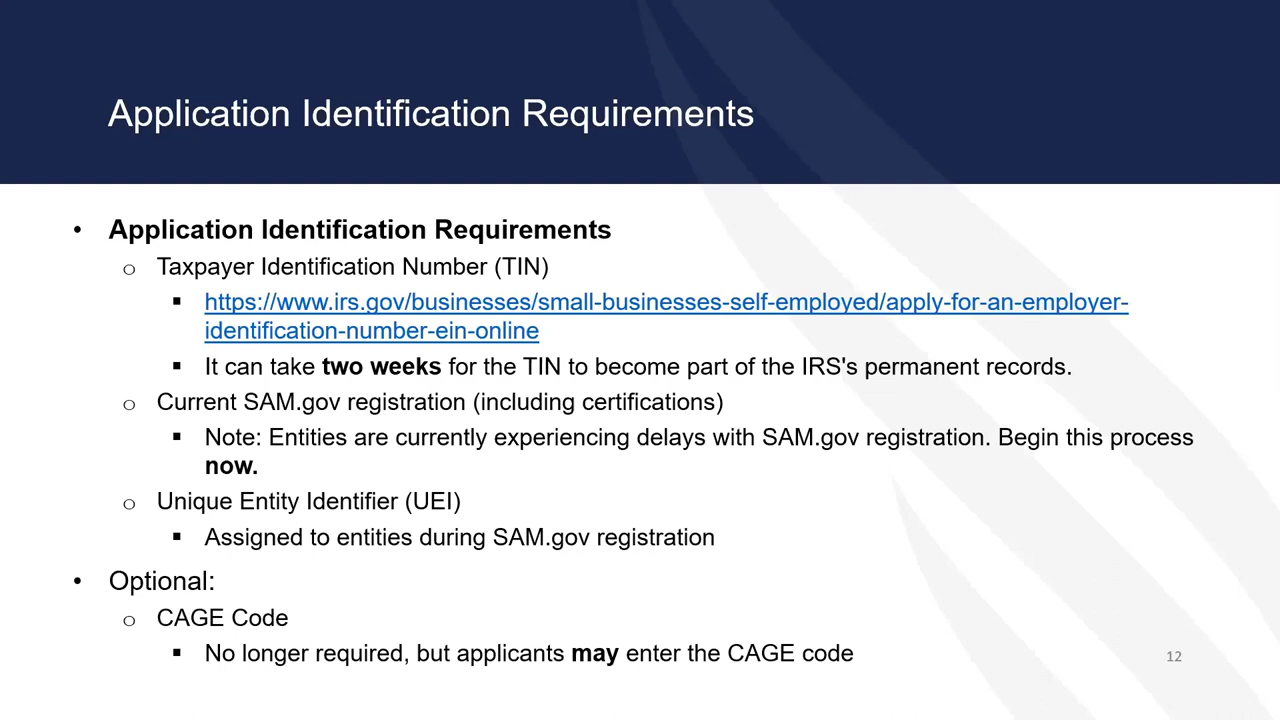 Application Identification Requirements
• Application Identification Requirements
o Taxpayer Identification Number (TIN)
▪ https://www.irs.gov/businesses/small-businesses-self-employed/apply-for-an-employer-
identification-number-ein-online
▪ It can take two weeks for the TIN to become part of the IRS's permanent records.
o Current SAM.gov registration (including certifications)
▪ Note: Entities are currently experiencing delays with SAM.gov registration. Begin this process
now.
o Unique Entity Identifier (UEI)
▪ Assigned to entities during SAM.gov registration
• Optional:
o CAGE Code
▪ No longer required, but applicants may enter the CAGE code
12